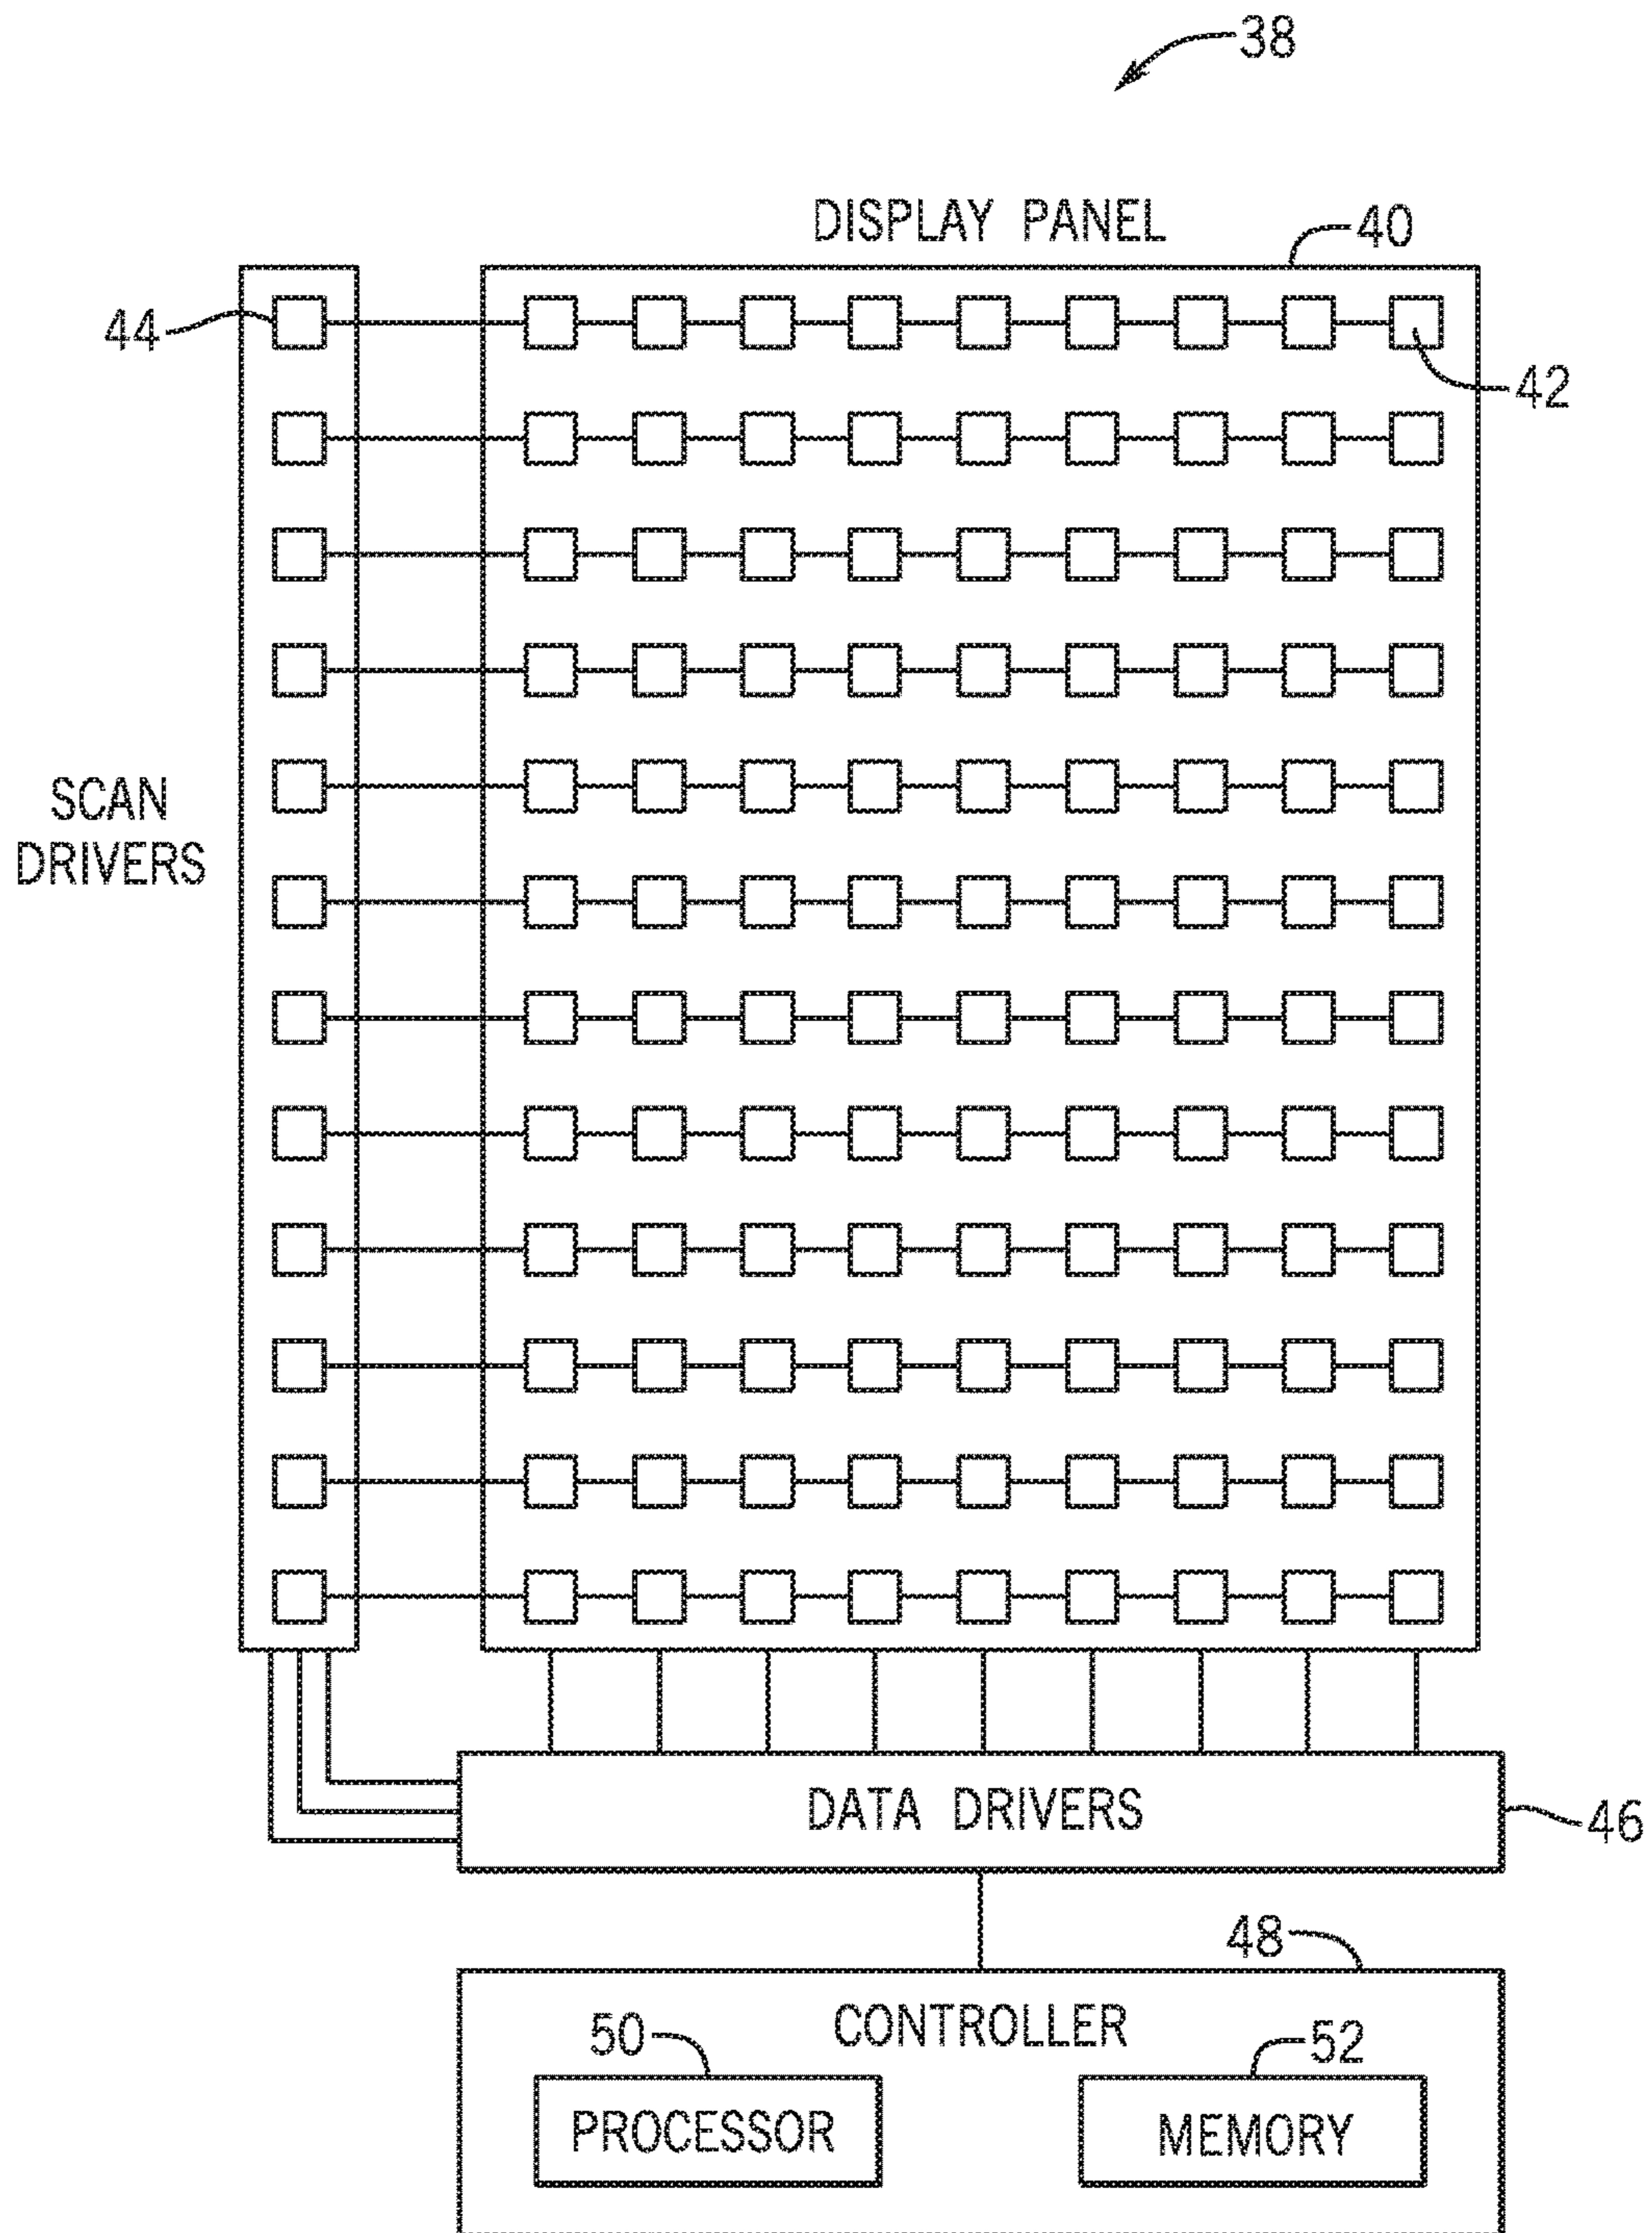 38
DISPLAY PANEL
40
44
42
SCAN
DRIVERS
DATA DRIVERS
46
48
CONTROLLER
50
52
PROCESSOR
MEMORY